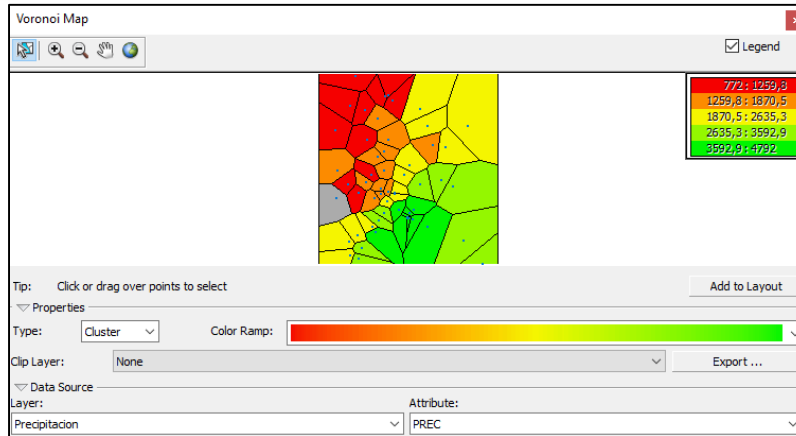 Voronoi Map
Legend
772 : 1259,8
1259,8 : 1870,5
1870,5 : 2635,3
2635,3 : 3592,9
3592,9 : 4792
Tip: Click or drag over points to select
Add to Layout
Properties
Type: Cluster Color Ramp:
Clip Layer: None Export ...
Data Source
Layer: Attribute:
Precipitacion PREC